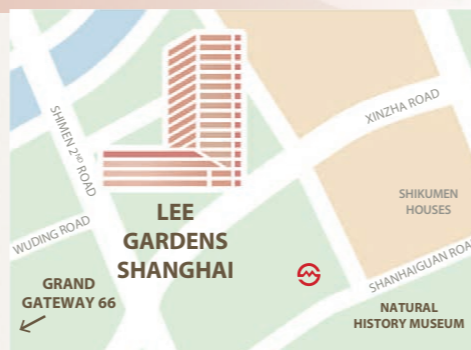 SHIMEN 2ND ROAD
XINZHA ROAD
SHIKUMEN
HOUSES
WUDING ROAD
LEE
GARDENS
SHANGHAI
SHANHAIGUAN ROA
GRAND
GATEWAY 66
NATURAL
HISTORY MUSEUM